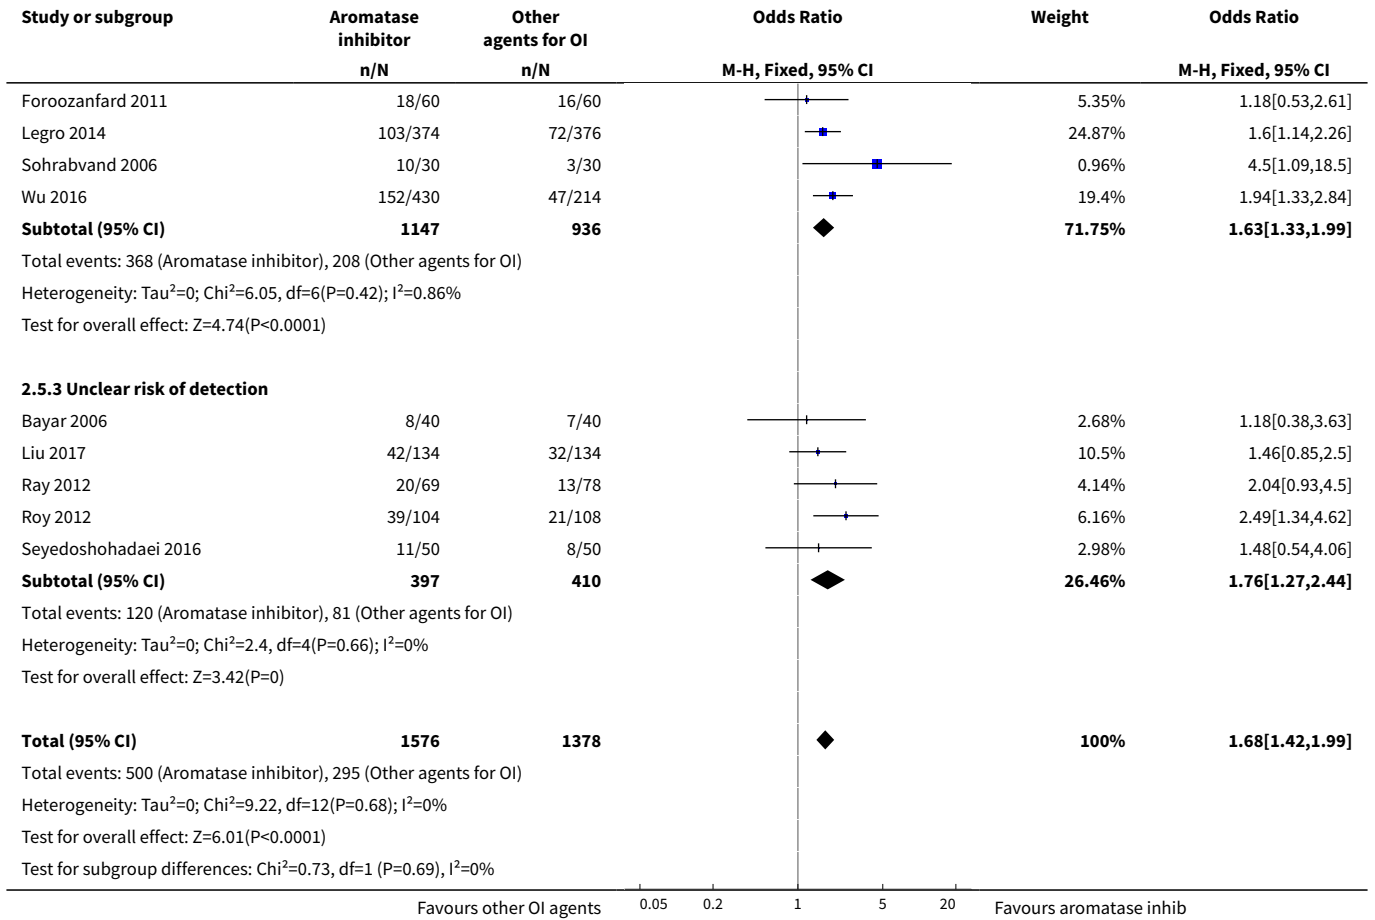 Study or subgroup Aromatase inhibitor Other agents for OI Odds Ratio Weight Odds Ratio
n/N n/N M-H, Fixed, 95% CI M-H, Fixed, 95% CI
Foroozanfard 2011 18/60 16/60 5.35% 1.18[0.53,2.61]
Legro 2014 103/374 72/376 24.87% 1.6[1.14,2.26]
Sohrabvand 2006 10/30 3/30 0.96% 4.5[1.09,18.5]
Wu 2016 152/430 47/214 19.4% 1.94[1.33,2.84]
Subtotal (95% CI) 1147 936 71.75% 1.63[1.33,1.99]
Total events: 368 (Aromatase inhibitor), 208 (Other agents for OI)
Heterogeneity: Tau²=0; Chi²=6.05, df=6(P=0.42); I²=0.86%
Test for overall effect: Z=4.74(P<0.0001)
2.5.3 Unclear risk of detection
Bayar 2006 8/40 7/40 2.68% 1.18[0.38,3.63]
Liu 2017 42/134 32/134 10.5% 1.46[0.85,2.5]
Ray 2012 20/69 13/78 4.14% 2.04[0.93,4.5]
Roy 2012 39/104 21/108 6.16% 2.49[1.34,4.62]
Seyedoshohadaei 2016 11/50 8/50 2.98% 1.48[0.54,4.06]
Subtotal (95% CI) 397 410 26.46% 1.76[1.27,2.44]
Total events: 120 (Aromatase inhibitor), 81 (Other agents for OI)
Heterogeneity: Tau²=0; Chi²=2.4, df=4(P=0.66); I²=0%
Test for overall effect: Z=3.42(P=0)
Total (95% CI) 1576 1378 100% 1.68[1.42,1.99]
Total events: 500 (Aromatase inhibitor), 295 (Other agents for OI)
Heterogeneity: Tau²=0; Chi²=9.22, df=12(P=0.68); I²=0%
Test for overall effect: Z=6.01(P<0.0001)
Test for subgroup differences: Chi²=0.73, df=1 (P=0.69), I²=0%
Favours other OI agents 0.05 0.2 1 5 20 Favours aromatase inhib